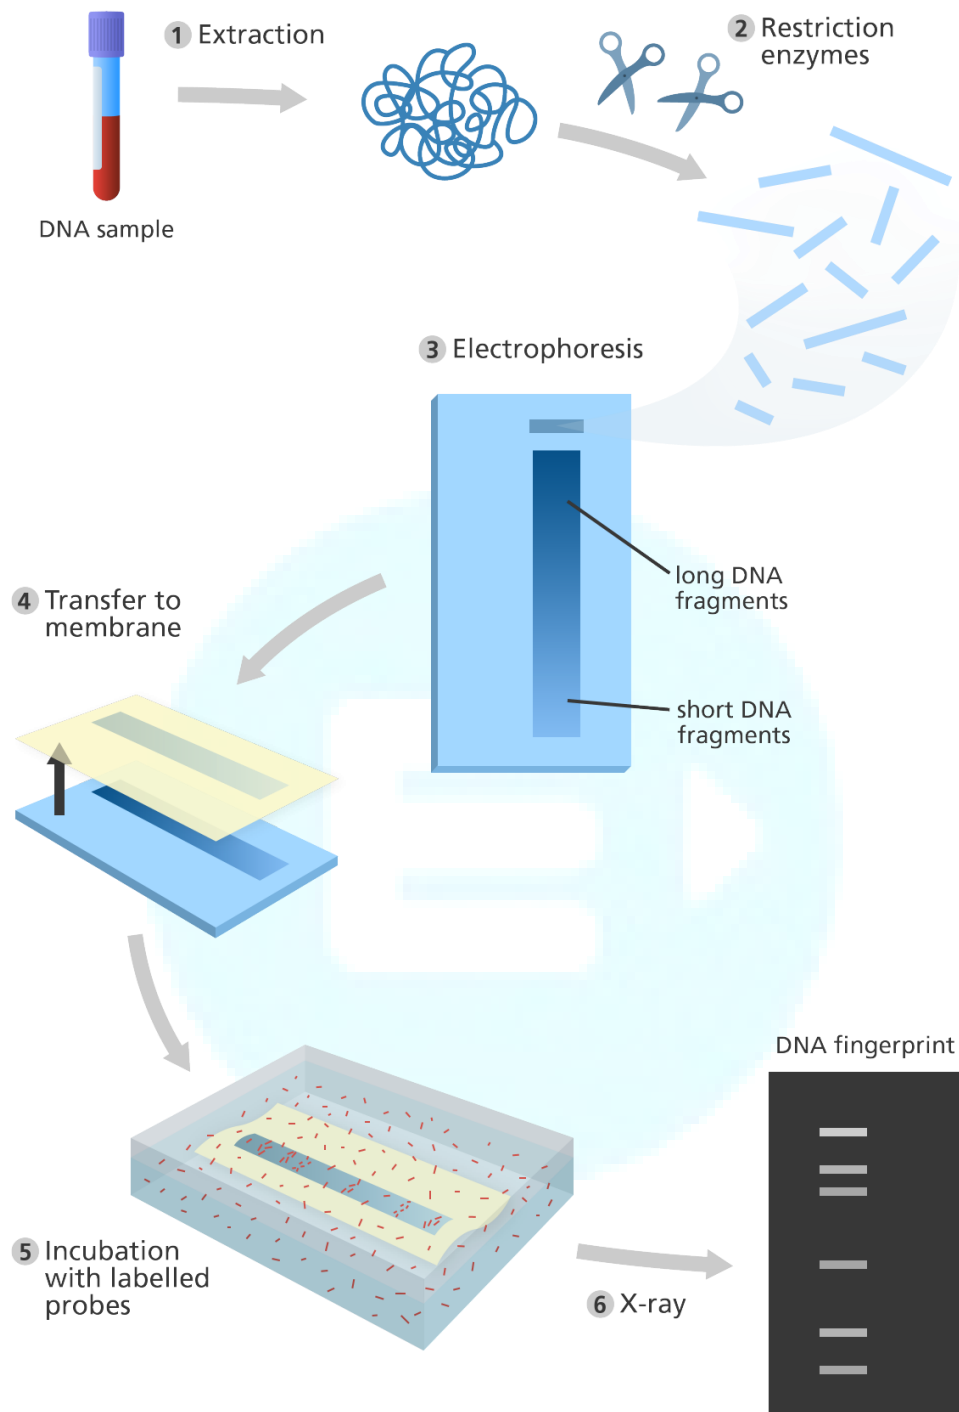 1 Extraction
2 Restriction
enzymes
DNA sample
3 Electrophoresis
long DNA
fragments
short DNA
fragments
4 Transfer to
membrane
5 Incubation
with labelled
probes
6 X-ray
DNA fingerprint